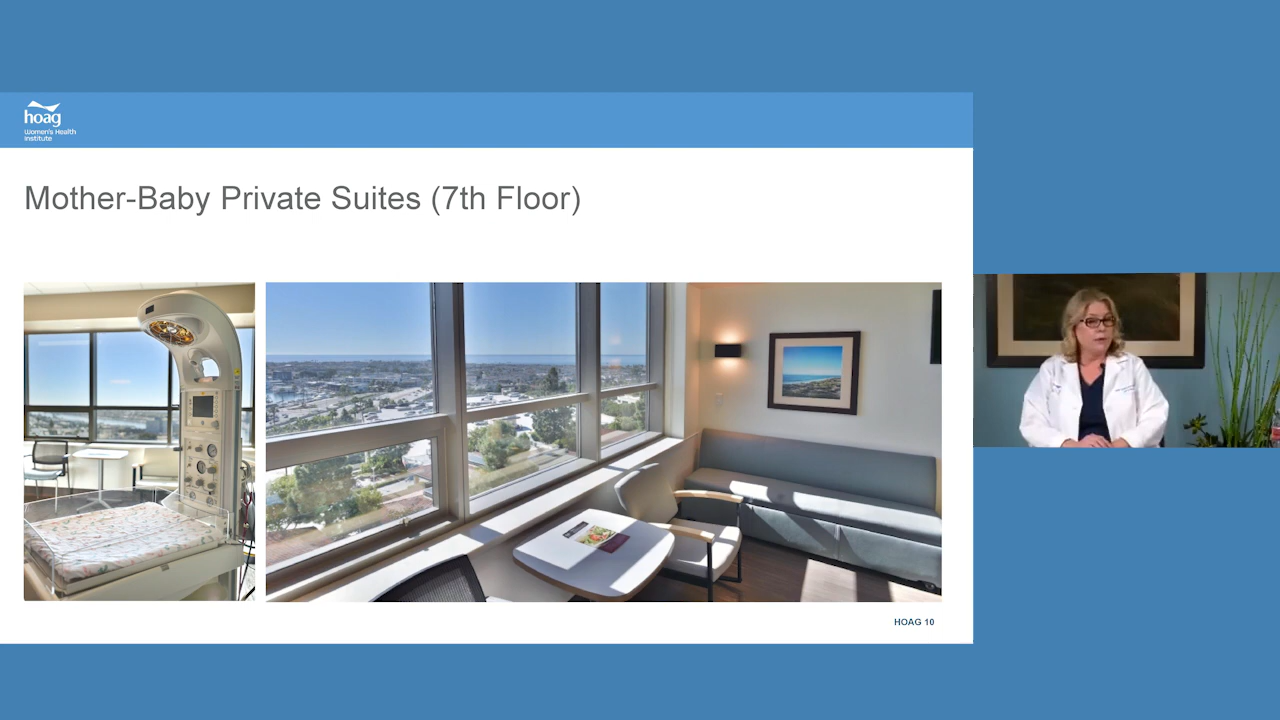 hoag
Women's Health
Institute
Mother-Baby Private Suites (7th Floor)
HOAG 10